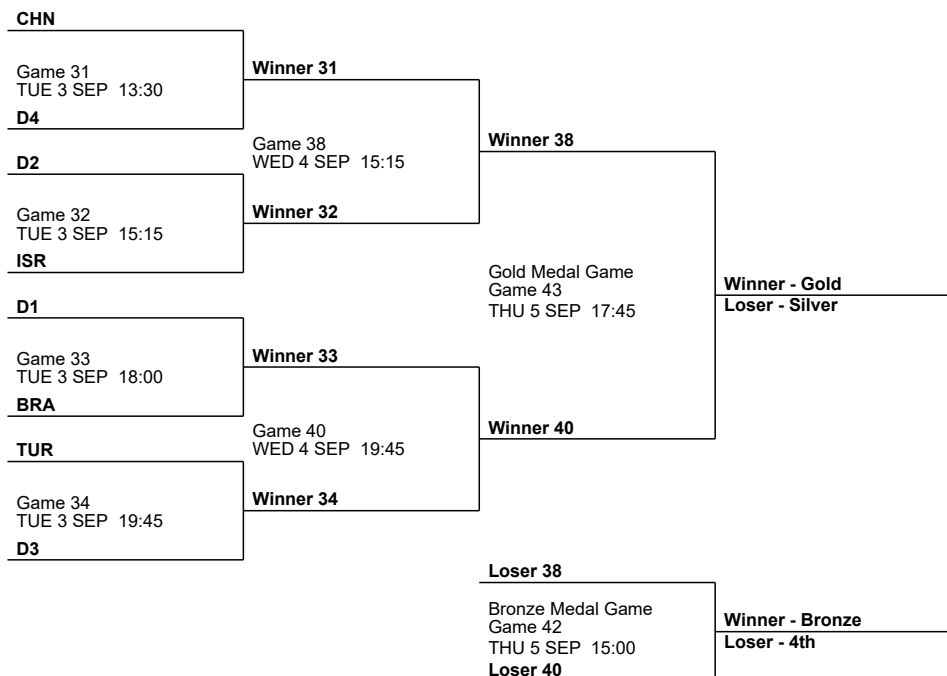 CHN
Game 31
TUE 3 SEP 13:30
D4
Winner 31
Game 38
WED 4 SEP 15:15
D2
Game 32
TUE 3 SEP 15:15
ISR
Winner 32
Winner 38
Gold Medal Game
Game 43
THU 5 SEP 17:45
Winner - Gold
Loser - Silver
D1
Game 33
TUE 3 SEP 18:00
BRA
Winner 33
Game 40
WED 4 SEP 19:45
TUR
Game 34
TUE 3 SEP 19:45
D3
Winner 34
Winner 40
Loser 38
Bronze Medal Game
Game 42
THU 5 SEP 15:00
Loser 40
Winner - Bronze
Loser - 4th